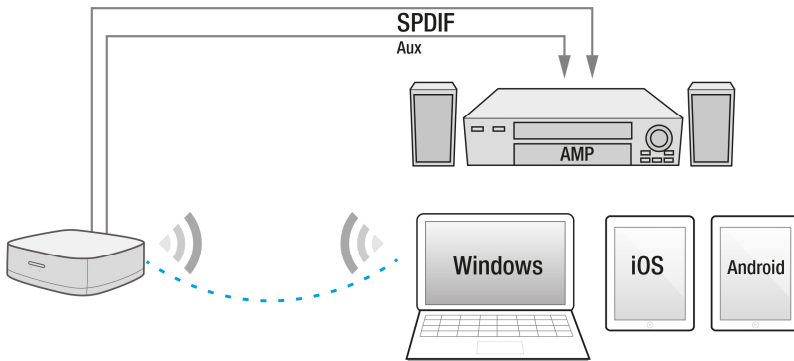 SPDIF
Aux
AMP
Windows
iOS
Android